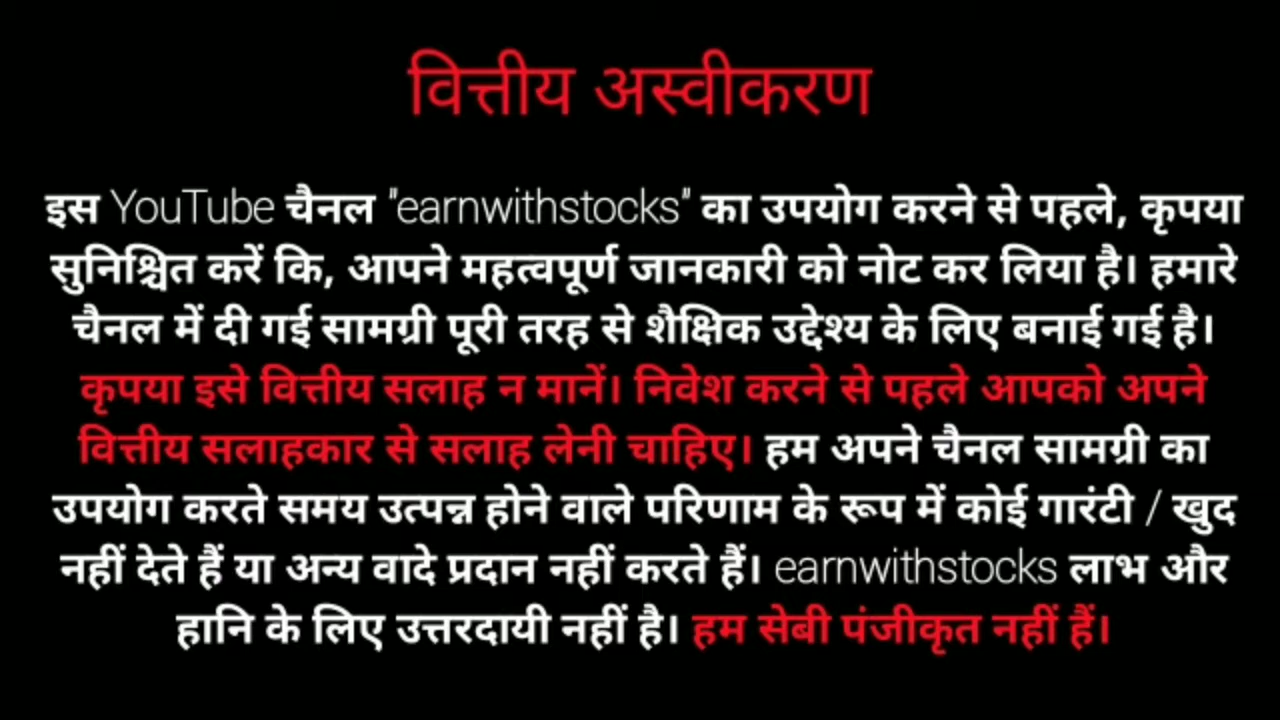 वित्तीय अस्वीकरण
इस YouTube चैनल "earnwithstocks" का उपयोग करने से पहले, कृपया
सुनिश्चित करें कि, आपने महत्वपूर्ण जानकारी को नोट कर लिया है। हमारे
चैनल में दी गई सामग्री पूरी तरह से शैक्षिक उद्देश्य के लिए बनाई गई है।
कृपया इसे वित्तीय सलाह न मानें। निवेश करने से पहले आपको अपने
वित्तीय सलाहकार से सलाह लेनी चाहिए। हम अपने चैनल सामग्री का
उपयोग करते समय उत्पन्न होने वाले परिणाम के रूप में कोई गारंटी / खुद
नहीं देते हैं या अन्य वादे प्रदान नहीं करते हैं। earnwithstocks लाभ और
हानि के लिए उत्तरदायी नहीं है। हम सेबी पंजीकृत नहीं हैं।